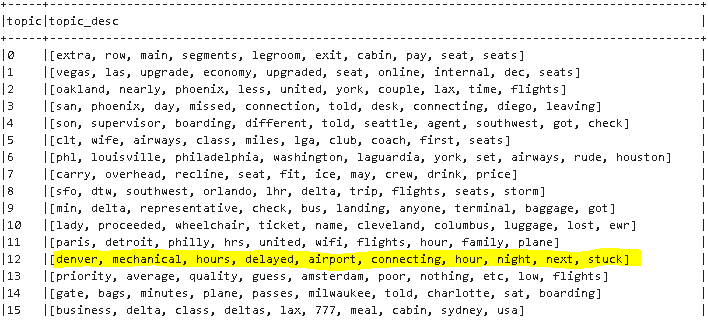 |topic|topic_desc |
|0 |[extra, row, main, segments, legroom, exit, cabin, pay, seat, seats] |
|1 |[vegas, las, upgrade, economy, upgraded, seat, online, internal, dec, seats] |
|2 |[oakland, nearly, phoenix, less, united, york, couple, lax, time, flights] |
|3 |[san, phoenix, day, missed, connection, told, desk, connecting, diego, leaving] |
|4 |[son, supervisor, boarding, different, told, seattle, agent, southwest, got, check] |
|5 |[clt, wife, airways, class, miles, lga, club, coach, first, seats] |
|6 |[phl, louisville, philadelphia, washington, laguardia, york, set, airways, rude, houston] |
|7 |[carry, overhead, recline, seat, fit, ice, may, crew, drink, price] |
|8 |[sfo, dtw, southwest, orlando, lhr, delta, trip, flights, seats, storm] |
|9 |[min, delta, representative, check, bus, landing, anyone, terminal, baggage, got] |
|10 |[lady, proceeded, wheelchair, ticket, name, cleveland, columbus, luggage, lost, ewr] |
|11 |[paris, detroit, philly, hrs, united, wifi, flights, hour, family, plane] |
|12 |[denver, mechanical, hours, delayed, airport, connecting, hour, night, next, stuck] |
|13 |[priority, average, quality, guess, amsterdam, poor, nothing, etc, low, flights] |
|14 |[gate, bags, minutes, plane, passes, milwaukee, told, charlotte, sat, boarding] |
|15 |[business, delta, class, deltas, lax, 777, meal, cabin, sydney, usa] |